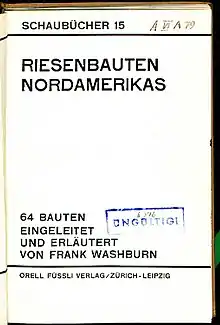 SCHAUBÜCHER 15
RIESENBAUTEN
NORDAMERIKAS
64 BAUTEN
EINGELEITET
UND ERLÄUTERT
VON FRANK WASHBURN
UNGÜLTIG!
ORELL FÜSSLI VERLAG/ZÜRICH-LEIPZIG